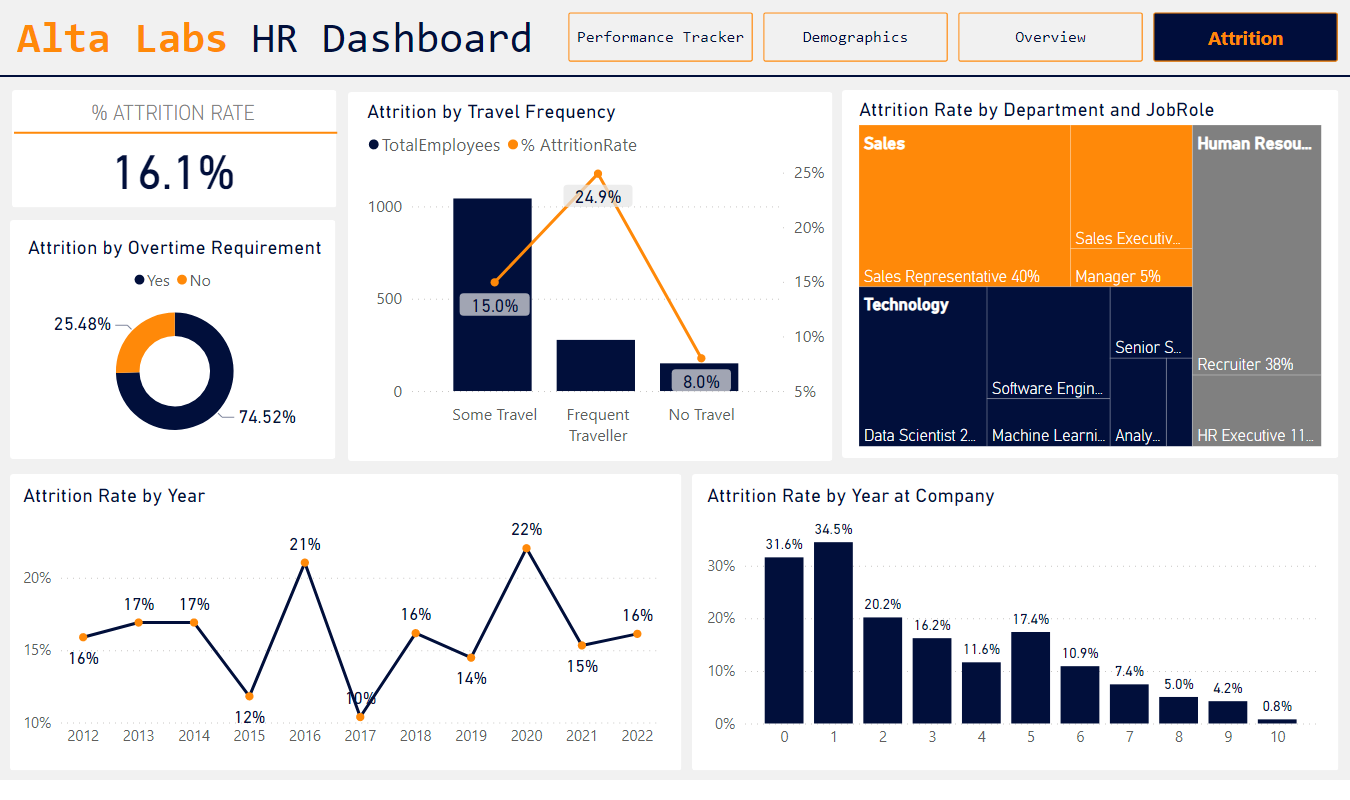 Alta Labs HR Dashboard
Performance Tracker
Demographics
Overview
Attrition
% ATTRITION RATE
16.1%
Attrition by Overtime Requirement
Yes No
25.48%
74.52%
Attrition by Travel Frequency
TotalEmployees % AttritionRate
1000
500
0
25%
20%
15%
10%
5%
15.0%
24.9%
8.0%
Some Travel
Frequent
Traveller
No Travel
Attrition Rate by Department and JobRole
Sales
Sales Representative 40%
Sales Executiv...
Manager 5%
Technology
Data Scientist 2...
Software Engin...
Machine Learni...
Senior S...
Analy...
Human Resou...
Recruiter 38%
HR Executive 11...
Attrition Rate by Year
20%
15%
10%
16%
17%
17%
12%
21%
10%
16%
14%
22%
15%
16%
2012 2013 2014 2015 2016 2017 2018 2019 2020 2021 2022
Attrition Rate by Year at Company
30%
20%
10%
0%
31.6%
34.5%
20.2%
16.2%
11.6%
17.4%
10.9%
7.4%
5.0%
4.2%
0.8%
0 1 2 3 4 5 6 7 8 9 10